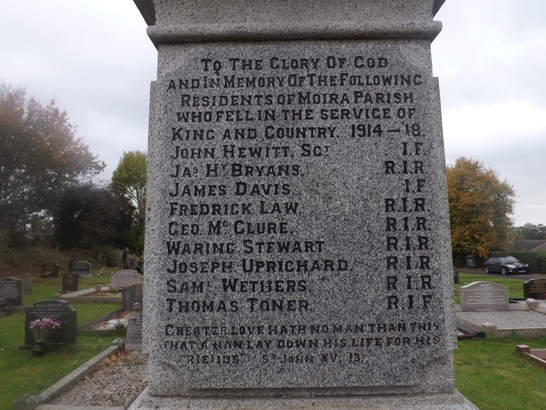 To The Glory Of God
And In Memory Of The Following
Residents of Moira Parish
who fell in the service of
King and Country. 1914-18.
John Hewitt, Sgt I.F.
Jas Hy Bryans. R.I.R.
James Davis. I.F
Fredrick Law. R.I.R.
Geo. Mc Clure. R.I.R.
Waring Stewart R.I.R.
Joseph Uprichard. R.I.R.
Saml Wethers. R.I.R.
Thomas Toner. R.I.F
Greater love hath no man than this
that a man lay down his life for his
friends." St John XV. 13.